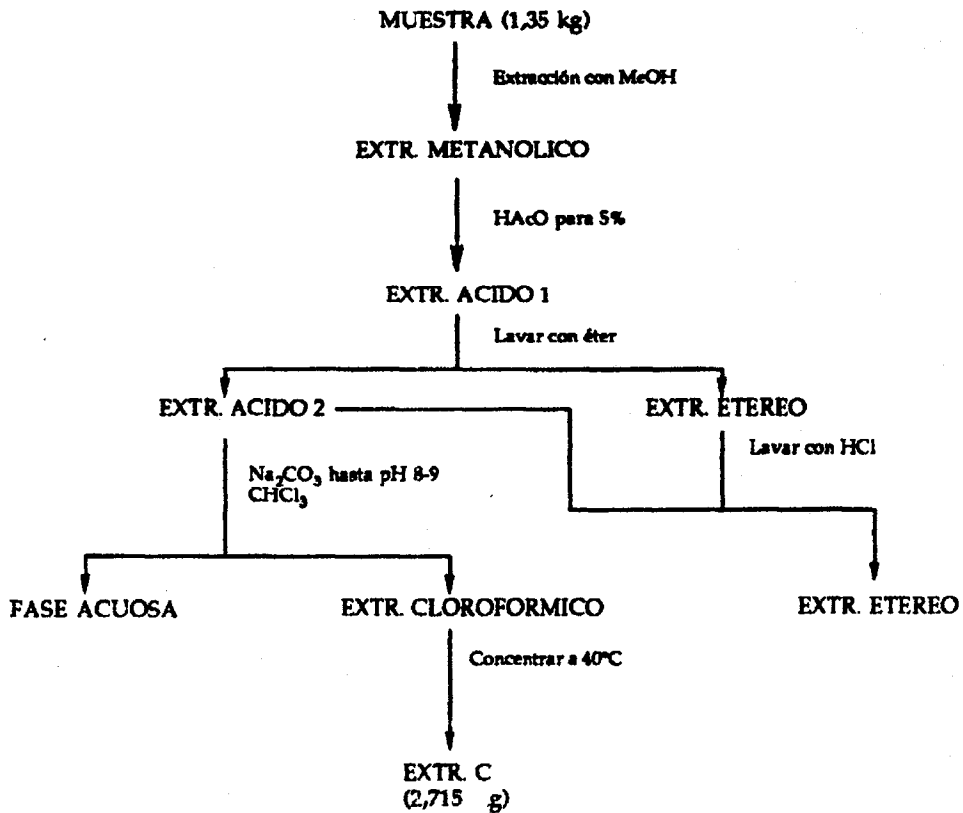 MUESTRA (1,35 kg)
Extracción con MeOH
EXTR. METANOLICO
HAcO para 5%
EXTR. ACIDO 1
Lavar con éter
EXTR. ACIDO 2
EXTR. ETEREO
Lavar con HCl
Na₂CO₃ hasta pH 8-9
CHCl₃
FASE ACUOSA
EXTR. CLOROFORMICO
EXTR. ETEREO
Concentrar a 40°C
EXTR. C
(2,715 g)